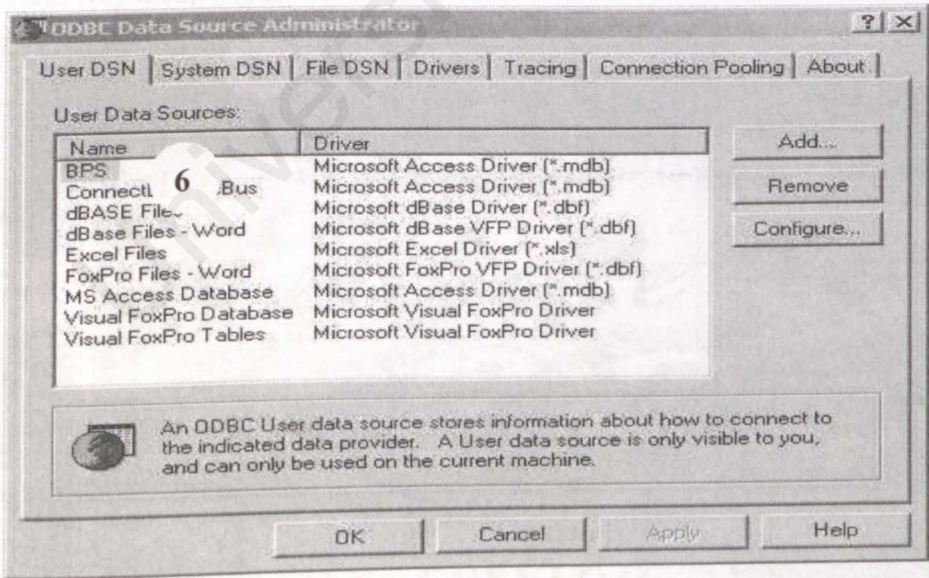 ODBC Data Source Administrator
User DSN System DSN File DSN Drivers Tracing Connection Pooling About
User Data Sources:
Name Driver
BPS Microsoft Access Driver (*.mdb)
6 Bus Microsoft Access Driver (*.mdb)
dBASE Microsoft dBase Driver (*.dbf)
dBase Files - Word Microsoft dBase VFP Driver (*.dbf)
Excel Files Microsoft Excel Driver (*.xls)
FoxPro Files - Word Microsoft FoxPro VFP Driver (*.dbf)
MS Access Database Microsoft Access Driver (*.mdb)
Visual FoxPro Database Microsoft Visual FoxPro Driver
Visual FoxPro Tables Microsoft Visual FoxPro Driver
Add...
Remove
Configure...
An ODBC User data source stores information about how to connect to
the indicated data provider. A User data source is only visible to you,
and can only be used on the current machine.
OK Cancel Apply Help